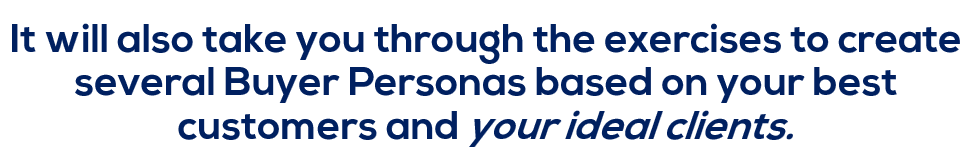 It will also take you through the exercises to create
several Buyer Personas based on your best
customers and your ideal clients.